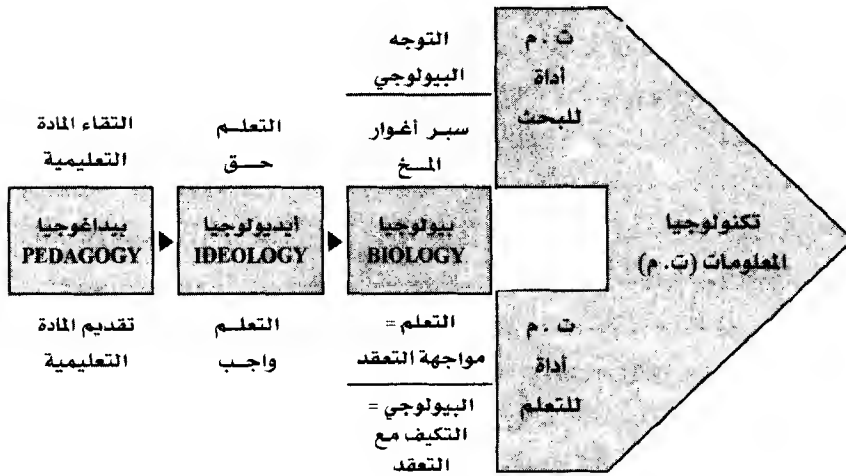 التوجه
البيولوجي
ت . م
أداة
للبحث
التقاء المادة
التعليمية
التعلم
حق
سبر أغوار
المخ
بيداغوجيا
PEDAGOGY
أيديولوجيا
IDEOLOGY
بيولوجيا
BIOLOGY
تكنولوجيا
المعلومات (ت. م)
تقديم المادة
التعليمية
التعلم
واجب
التعلم =
مواجهة التعقد
البيولوجي =
التكيف مع
التعقد
ت . م
أداة
للتعلم